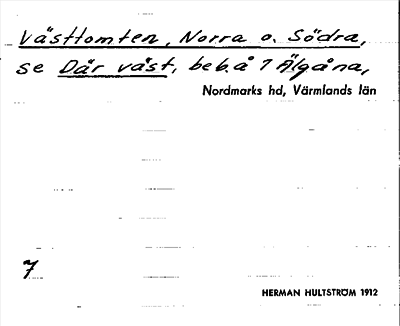 Västtomten, Norra o. Södra,
se Där väst, beb. å 7 Älgåna,
Nordmarks hd, Värmlands län
7
HERMAN HULTSTRÖM 1912